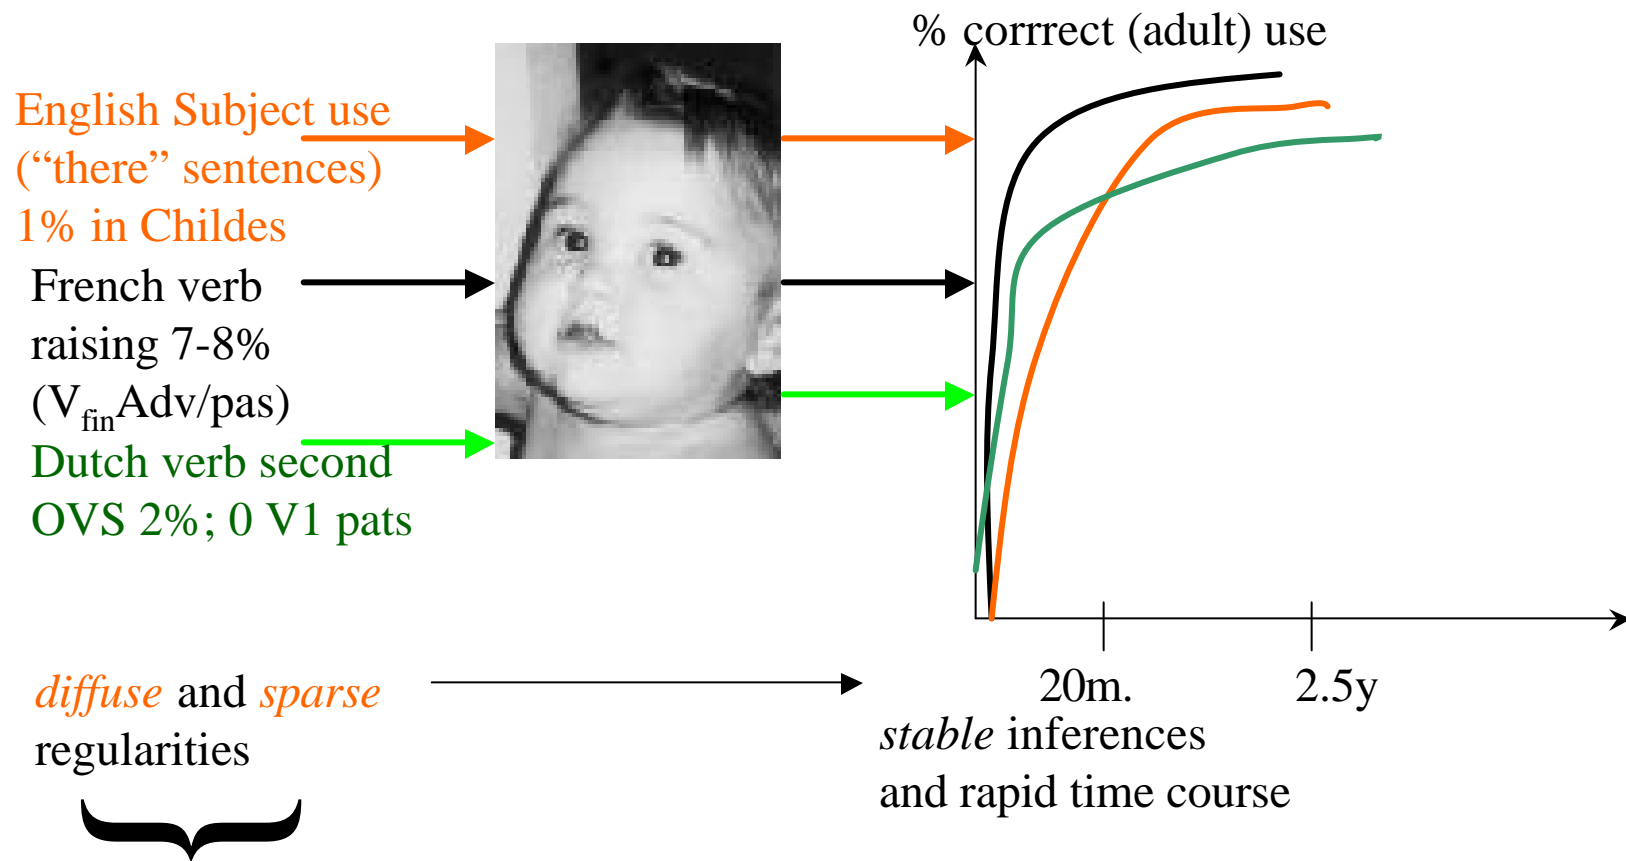 % corrrect (adult) use
English Subject use
(“there” sentences)
1% in Childes
French verb
raising 7-8%
(VfinAdv/pas)
Dutch verb second
OVS 2%; 0 V1 pats
20m.
2.5y
diffuse and sparse
regularities
stable inferences
and rapid time course